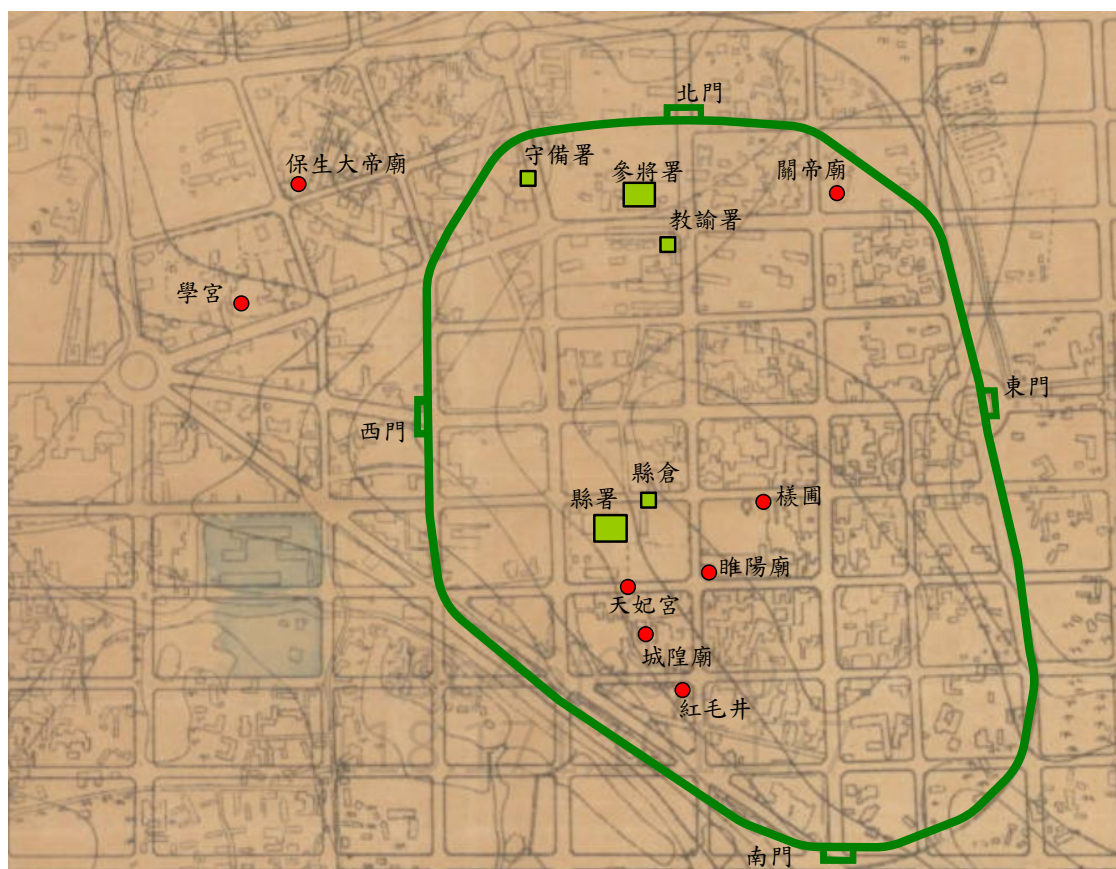 北門
守備署
保生大帝廟
參將署
關帝廟
教諭署
學宮
東門
西門
縣倉
縣署
檨圃
睢陽廟
天妃宮
城隍廟
紅毛井
南門